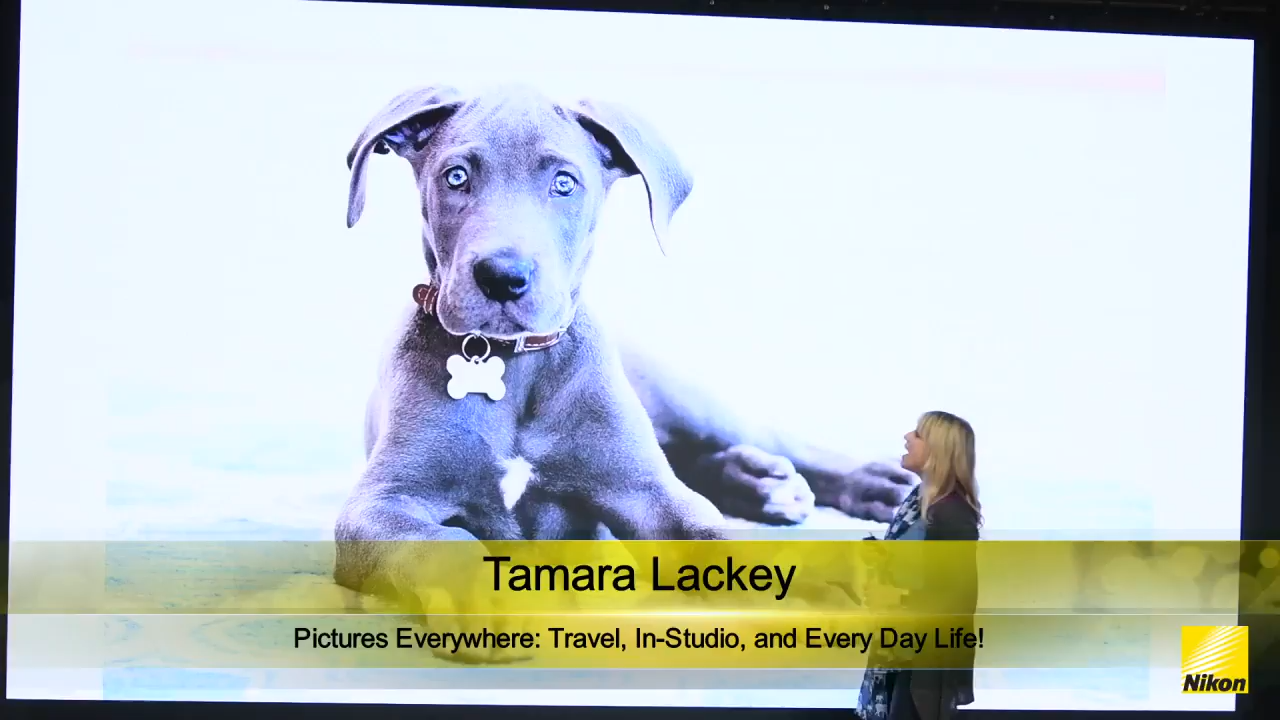 Tamara Lackey
Pictures Everywhere: Travel, In-Studio, and Every Day Life!
Nikon